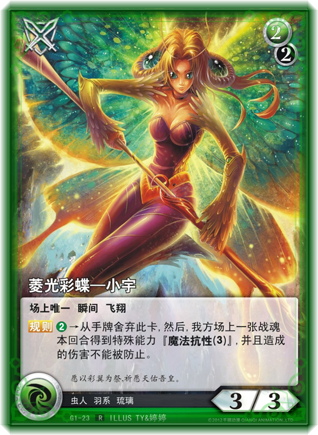 2
2
菱光彩蝶—小宇
场上唯一 瞬间 飞翔
规则 2 →从手牌舍弃此卡,然后,我方场上一张战魂
本回合得到特殊能力『魔法抗性(3)』,并且造成
的伤害不能被防止。
愿以彩翼为祭,祈愿天佑吾皇。
虫人 羽系 琉璃
3 / 3
S1-23 R ILLUS TY&婷婷